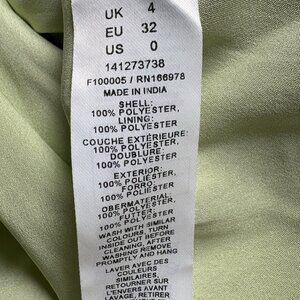 UK 4
EU 32
US 0
141273738
F100005 / RN166978
MADE IN INDIA
SHELL:
100% POLYESTER,
LINING:
100% POLYESTER
COUCHE EXTÉRIEURE:
100% POLYESTER,
DOUBLURE:
100% POLYESTER
EXTERIOR:
100% POLIÉSTER,
FORRO:
100% POLIÉSTER
OBERMATERIAL:
100% POLYESTER,
FUTTER:
100% POLYESTER
WASH WITH SIMILAR
COLOURS, TURN
INSIDE OUT BEFORE
CLEANING, AFTER
WASHING REMOVE
PROMPTLY AND HANG
LAVER AVEC DES
COULEURS
SIMILAIRES,
RETOURNER SUR
L'ENVERS AVANT
LAVAGE, RETIRER